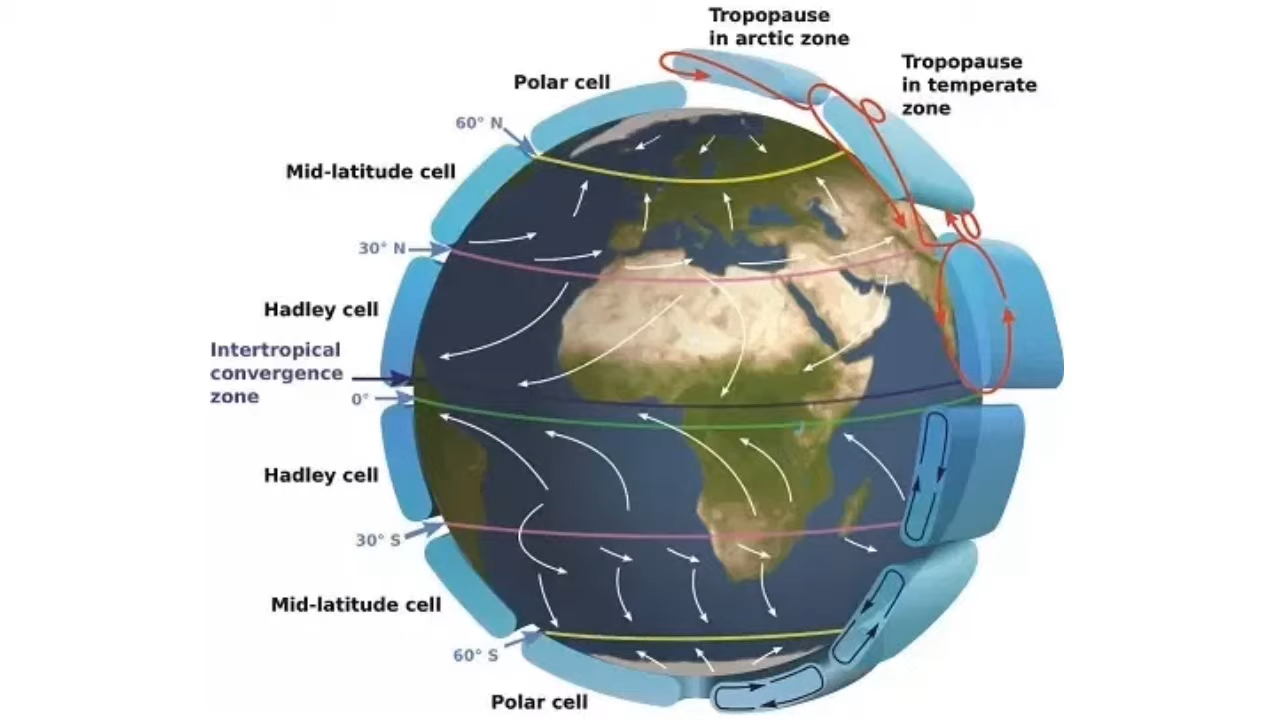 Tropopause
in arctic zone
Tropopause
in temperate
zone
Polar cell
60° N
Mid-latitude cell
30° N
Hadley cell
Intertropical
convergence
zone
0°
Hadley cell
30° S
Mid-latitude cell
60° S
Polar cell